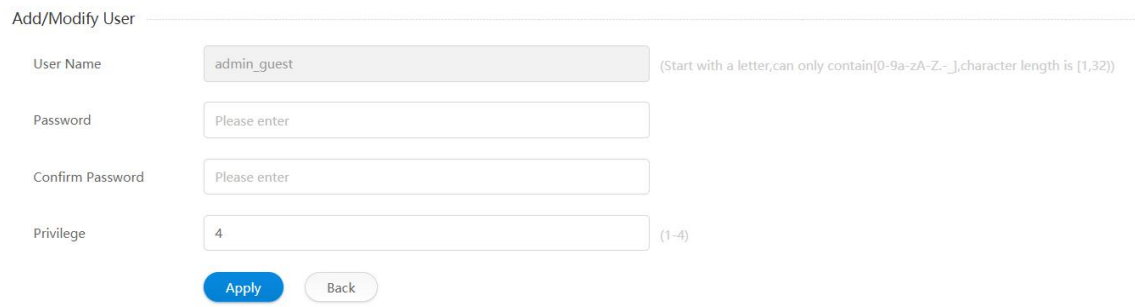 Add/Modify User
User Name admin_guest (Start with a letter,can only contain[0-9a-zA-Z.-_],character length is [1,32))
Password Please enter
Confirm Password Please enter
Privilege 4 (1-4)
Apply Back